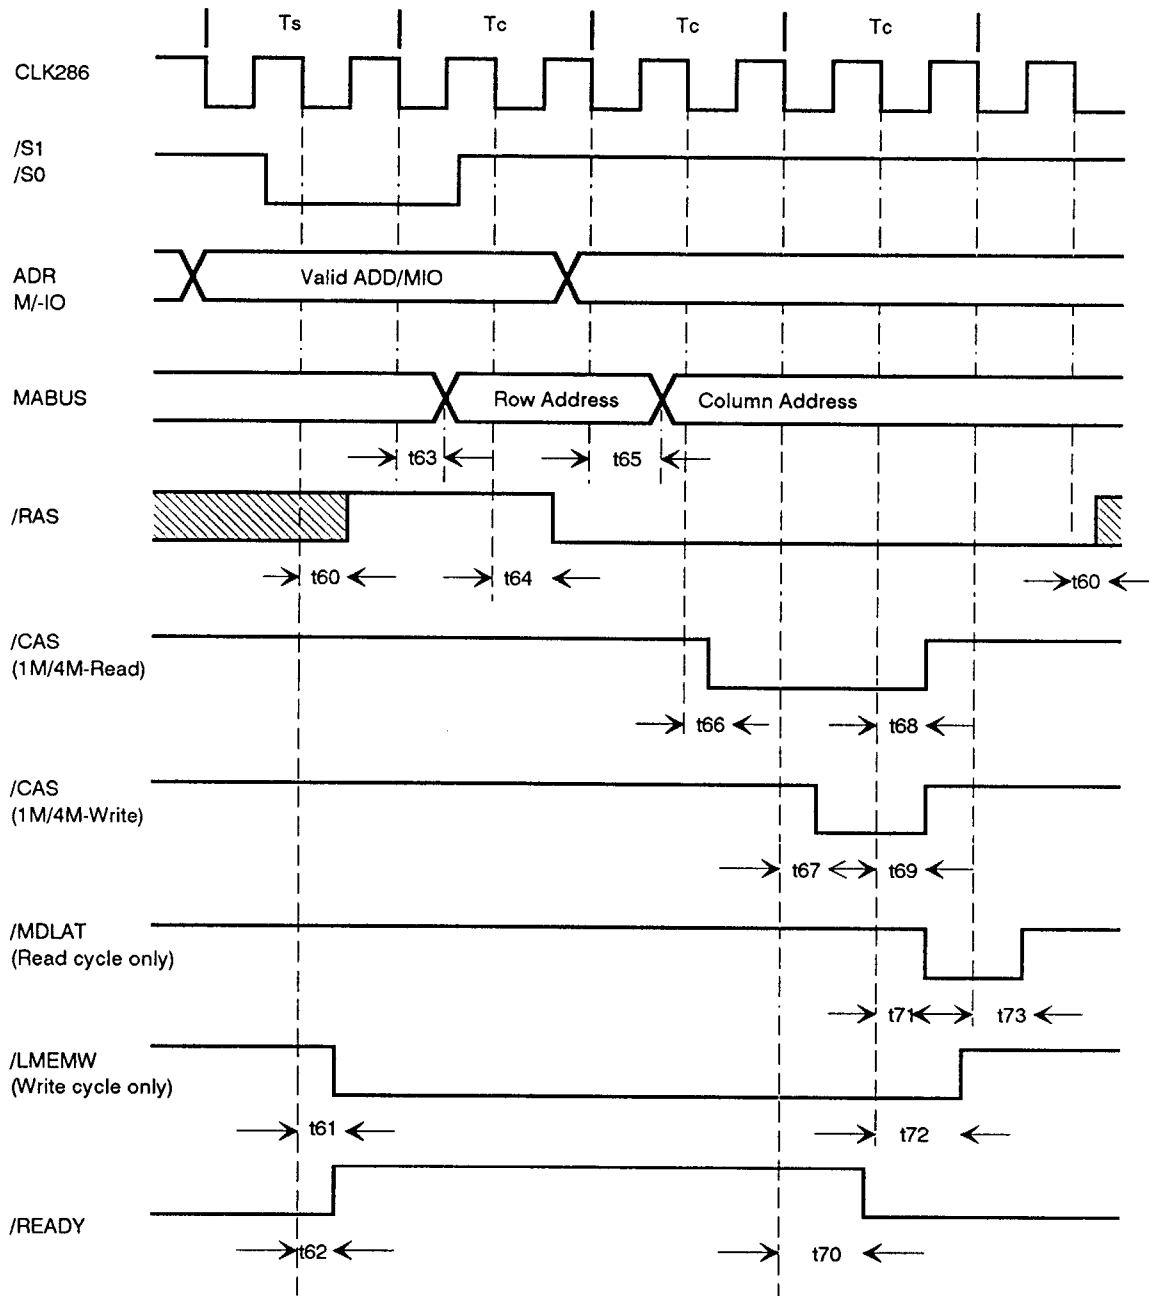 Ts Tc Tc Tc
CLK286
/S1
/S0
ADR
M/-IO
Valid ADD/MIO
MABUS
Row Address
Column Address
t63 t65
/RAS
t60 t64 t60
/CAS
(1M/4M-Read)
t66 t68
/CAS
(1M/4M-Write)
t67 t69
/MDLAT
(Read cycle only)
t71 t73
/LMEMW
(Write cycle only)
t61 t72
/READY
t62 t70